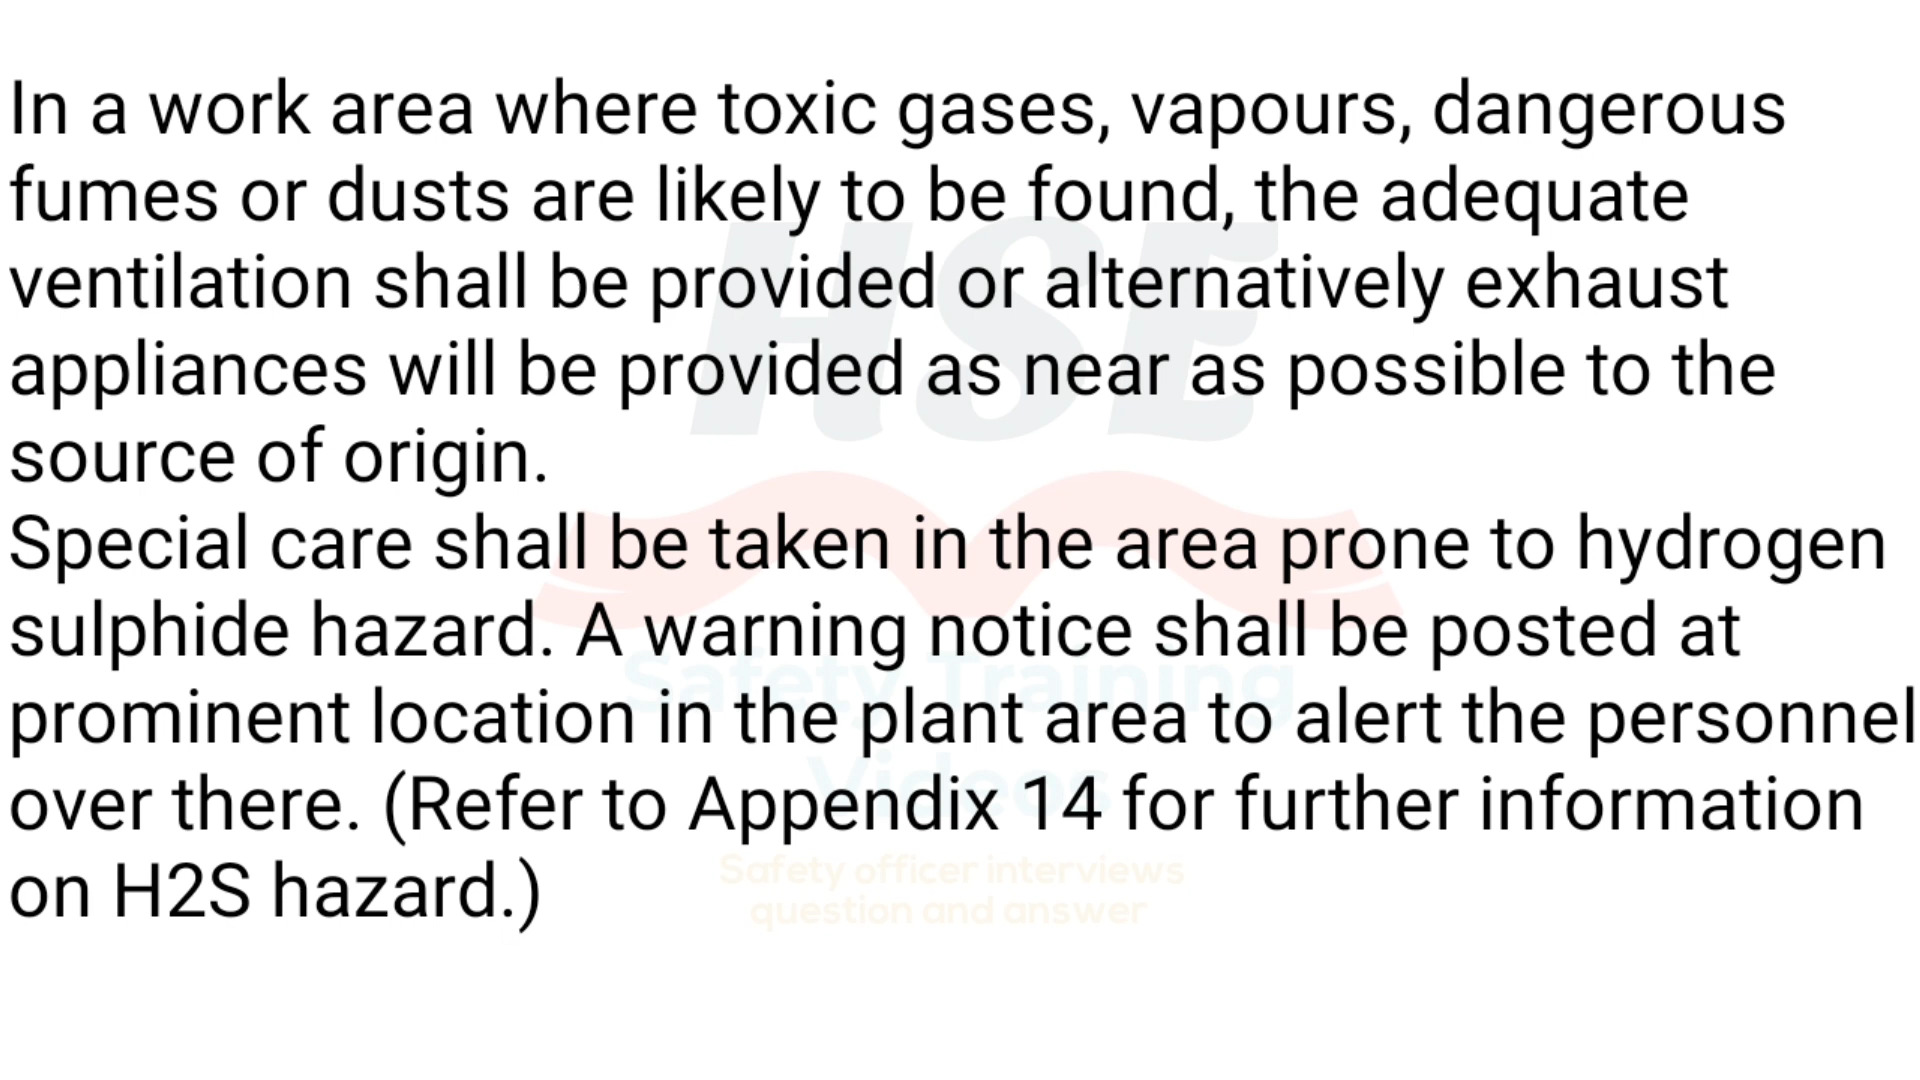 In a work area where toxic gases, vapours, dangerous
fumes or dusts are likely to be found, the adequate
ventilation shall be provided or alternatively exhaust
appliances will be provided as near as possible to the
source of origin.
Special care shall be taken in the area prone to hydrogen
sulphide hazard. A warning notice shall be posted at
prominent location in the plant area to alert the personnel
over there. (Refer to Appendix 14 for further information
on H2S hazard.)
HSE
Safety Training
Videos
Safety officer interviews
question and answer